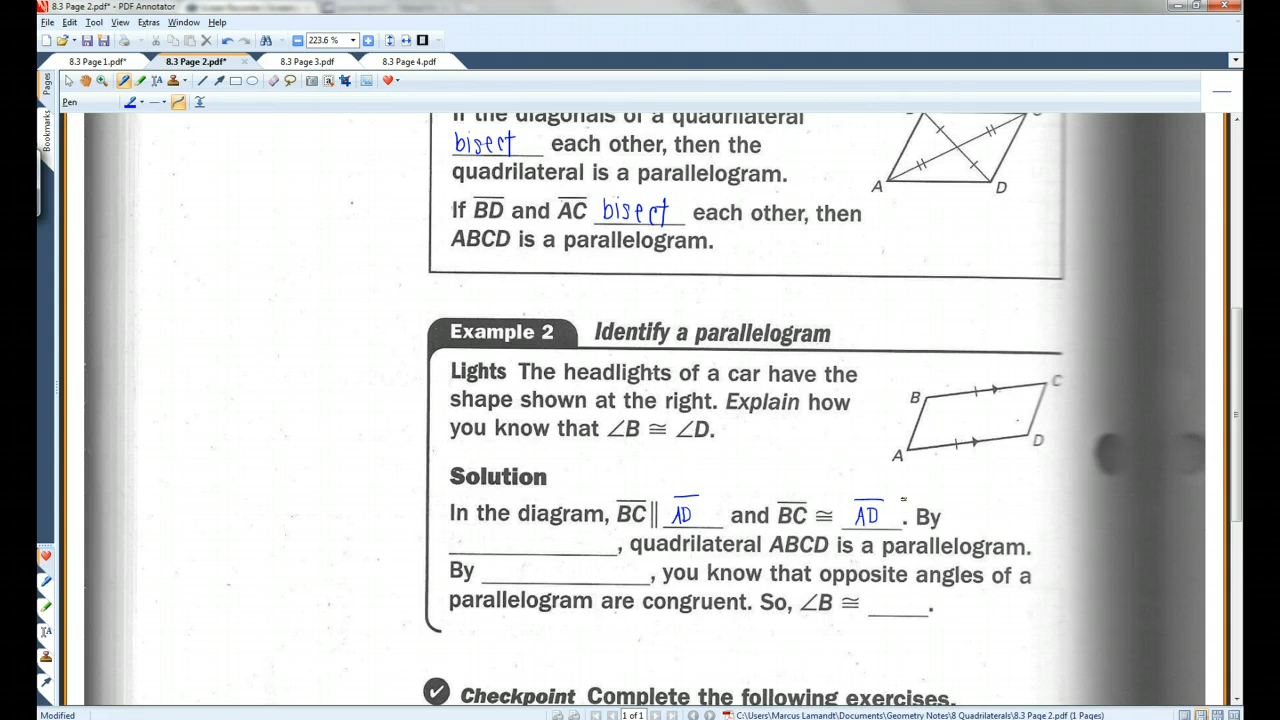 8.3 Page 2.pdf* - PDF Annotator
File Edit Tool View Extras Window Help
223.6 %
8.3 Page 1.pdf* 8.3 Page 2.pdf* 8.3 Page 3.pdf 8.3 Page 4.pdf
Pen
Pages
Bookmarks
If the diagonals of a quadrilateral
bisect each other, then the
quadrilateral is a parallelogram.
A D
If BD and AC bisect each other, then
ABCD is a parallelogram.
Example 2 Identify a parallelogram
Lights The headlights of a car have the
shape shown at the right. Explain how
you know that ∠B ≅ ∠D.
B C
A D
Solution
In the diagram, BC || AD and BC ≅ AD. By
____________, quadrilateral ABCD is a parallelogram.
By ____________, you know that opposite angles of a
parallelogram are congruent. So, ∠B ≅ ____.
Checkpoint Complete the following exercises.
Modified 1 of 1 C:\Users\Marcus Lamandt\Documents\Geometry Notes\8 Quadrilaterals\8.3 Page 2.pdf (1 Pages)